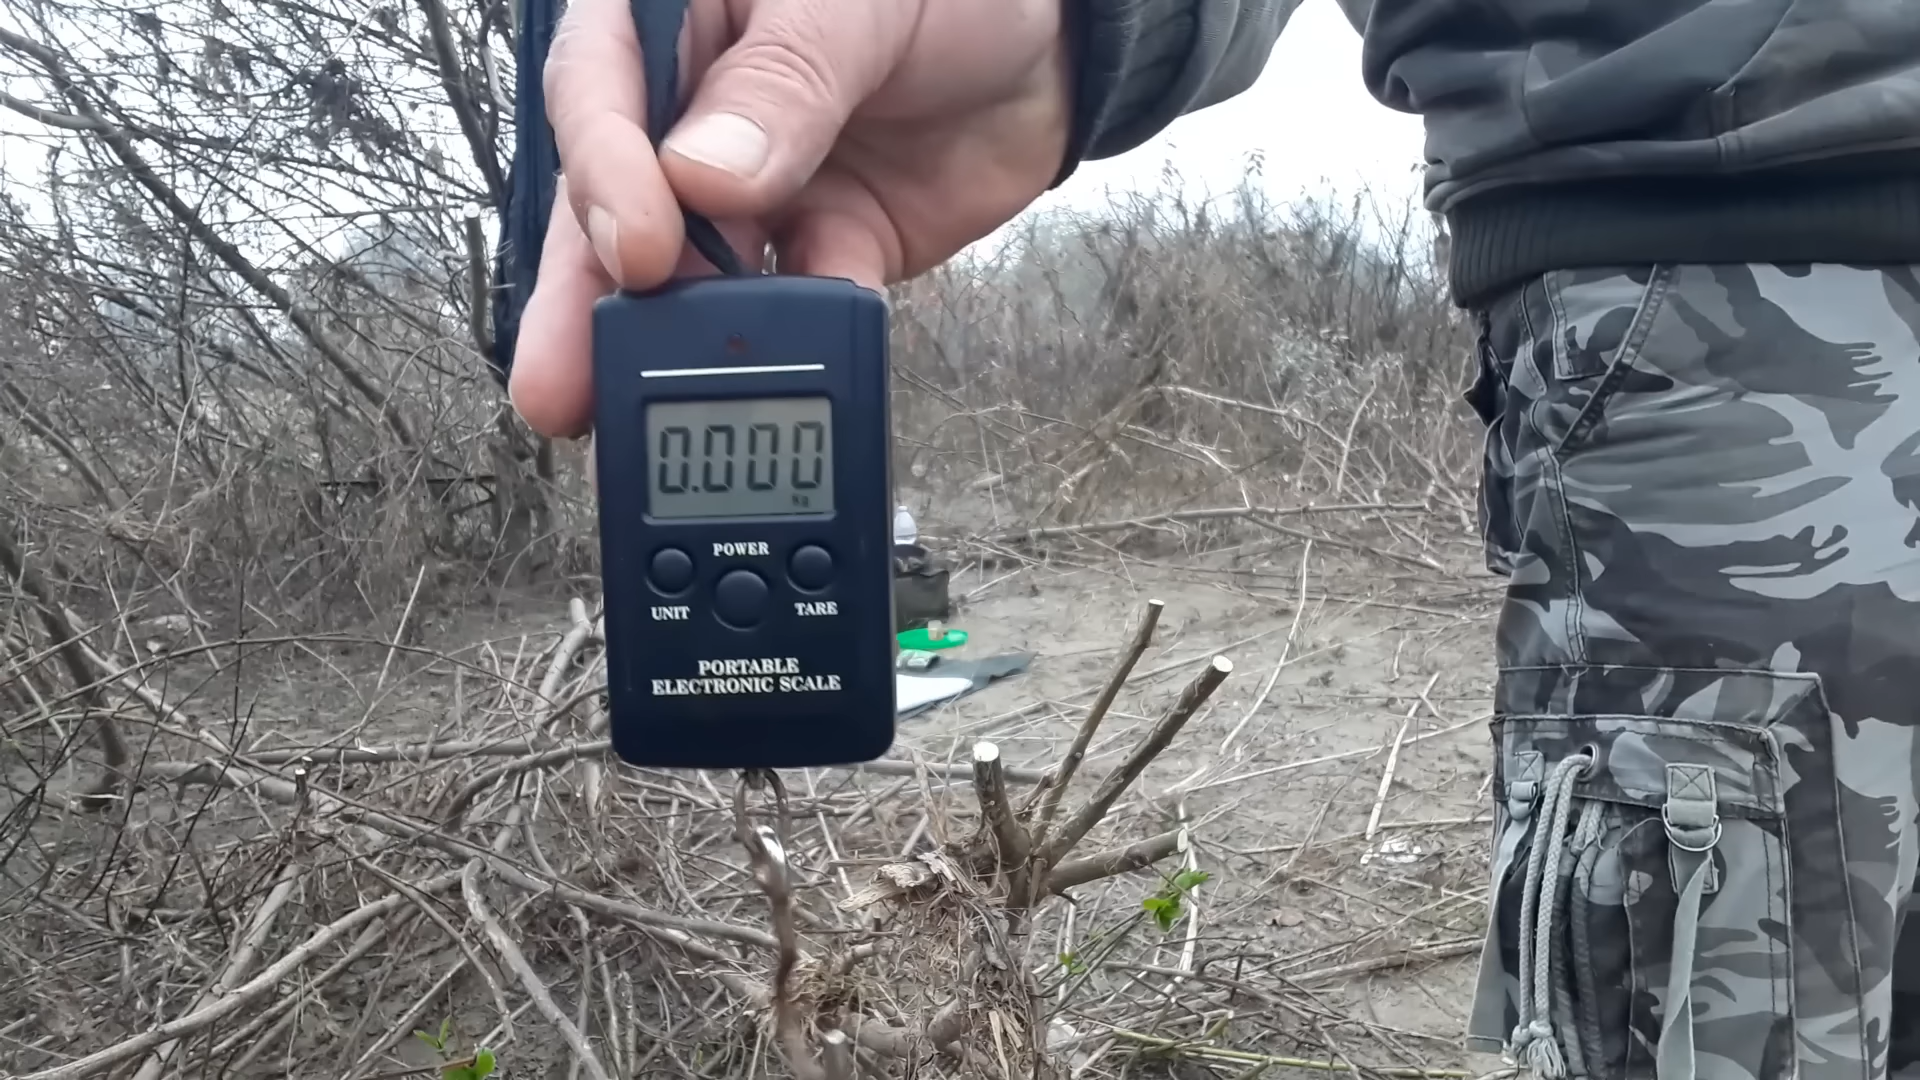 0.000
Kg
POWER
UNIT
TARE
PORTABLE
ELECTRONIC SCALE